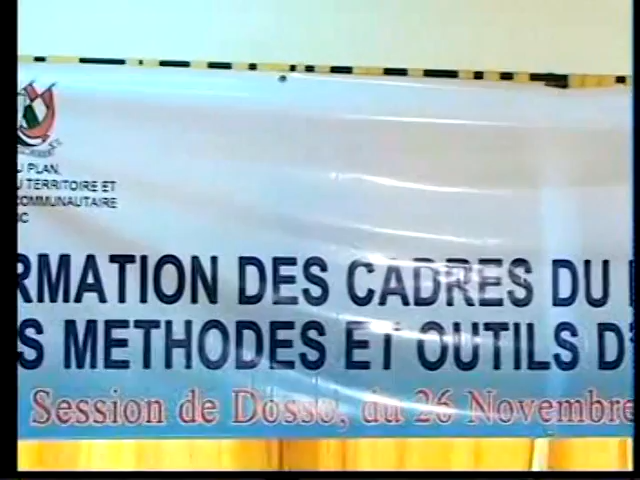 U PLAN,
U TERRITOIRE ET
COMMUNAUTAIRE
RMATION DES CADRES DU
S METHODES ET OUTILS D'
Session de Dosso, du 26 Novembre